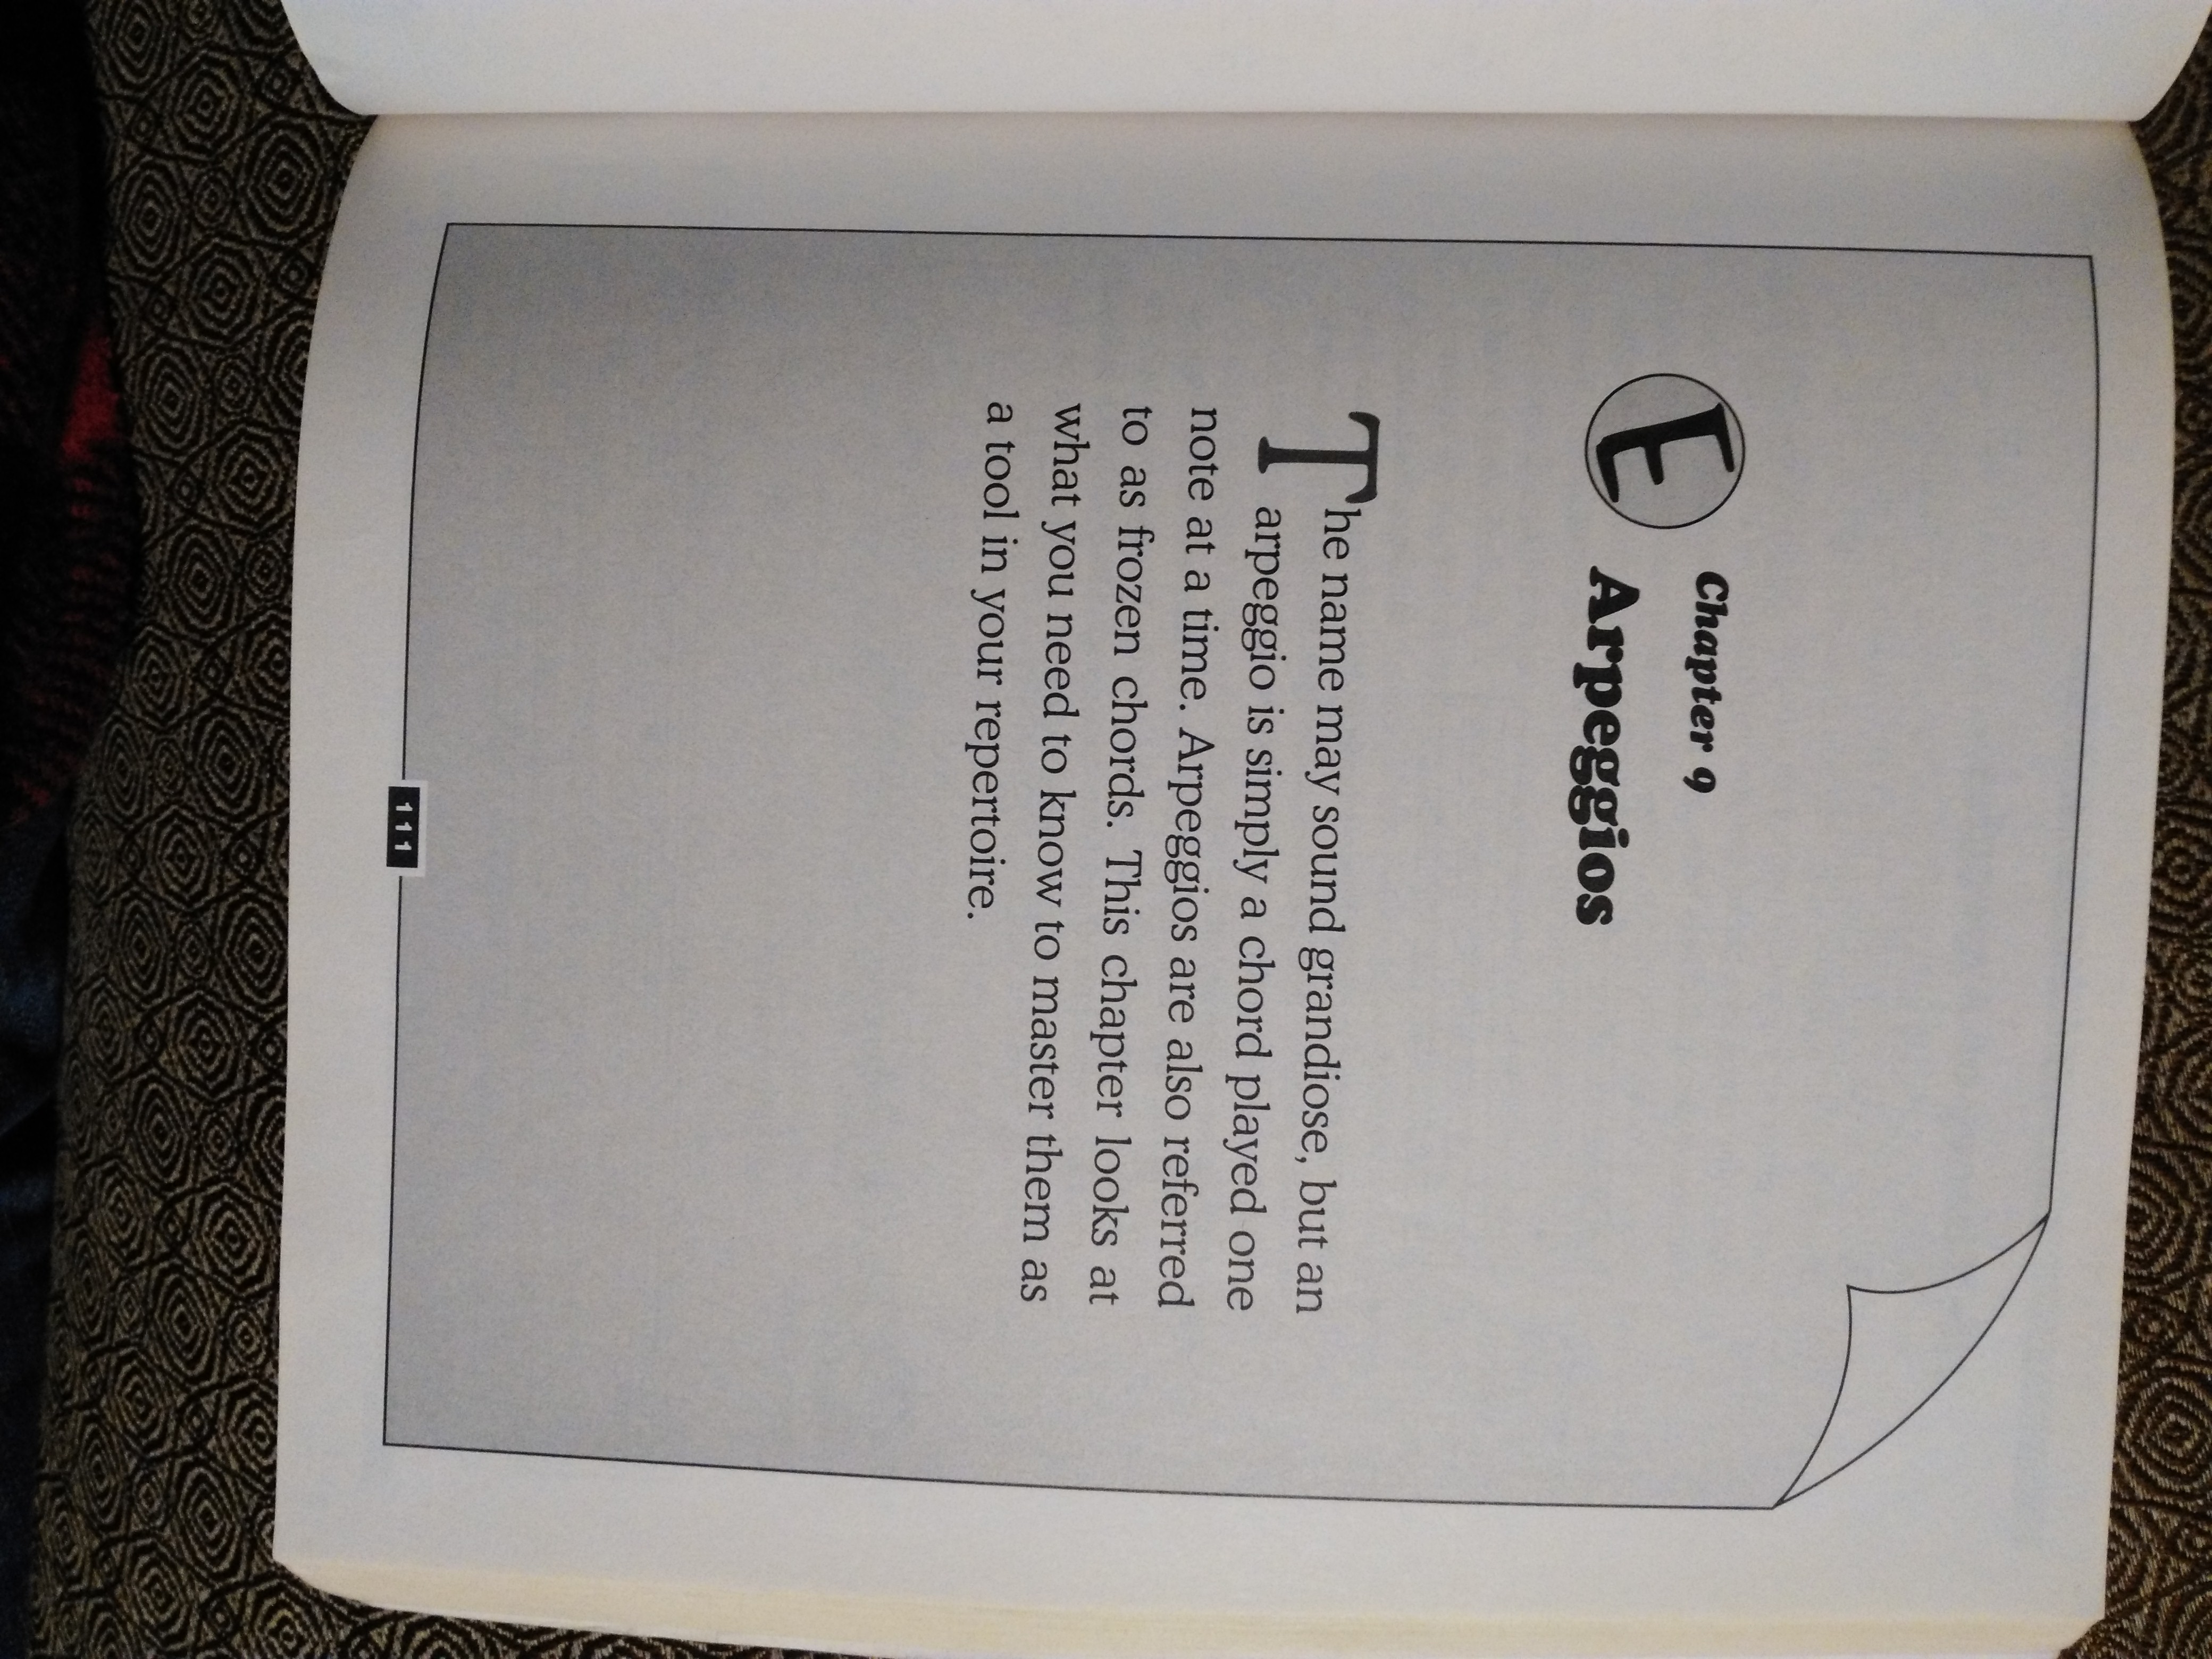 Chapter 9
E Arpeggios
The name may sound grandiose, but an
arpeggio is simply a chord played one
note at a time. Arpeggios are also referred
to as frozen chords. This chapter looks at
what you need to know to master them as
a tool in your repertoire.
111